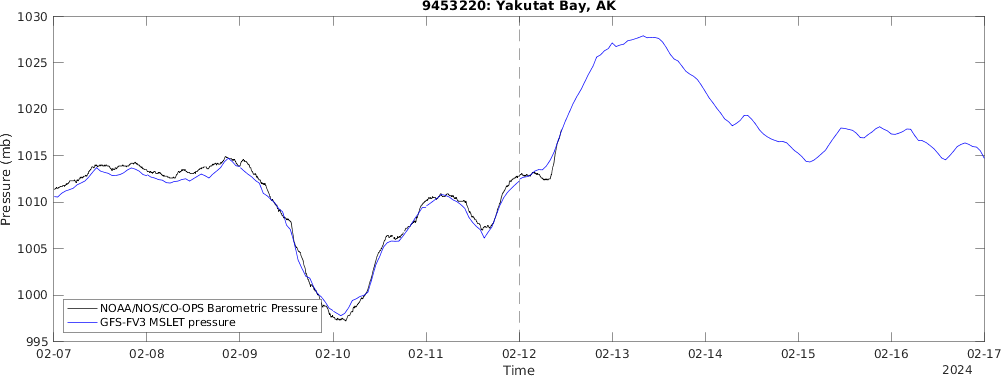 9453220: Yakutat Bay, AK
Pressure (mb)
1030
1025
1020
1015
1010
1005
1000
995
NOAA/NOS/CO-OPS Barometric Pressure
GFS-FV3 MSLET pressure
02-07 02-08 02-09 02-10 02-11 02-12 02-13 02-14 02-15 02-16 02-17
Time
2024